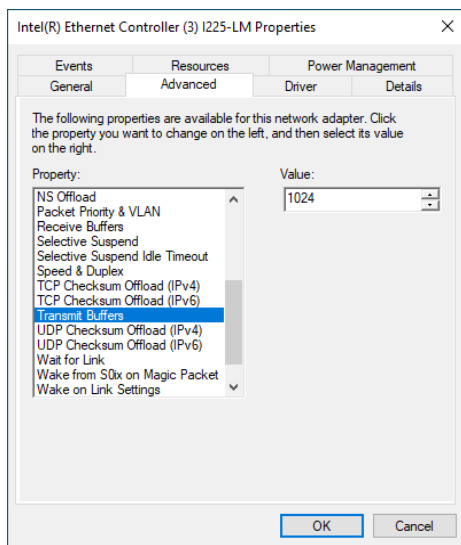 Intel(R) Ethernet Controller (3) I225-LM Properties
Events Resources Power Management
General Advanced Driver Details
The following properties are available for this network adapter. Click
the property you want to change on the left, and then select its value
on the right.
Property: Value:
NS Offload 1024
Packet Priority & VLAN
Receive Buffers
Selective Suspend
Selective Suspend Idle Timeout
Speed & Duplex
TCP Checksum Offload (IPv4)
TCP Checksum Offload (IPv6)
Transmit Buffers
UDP Checksum Offload (IPv4)
UDP Checksum Offload (IPv6)
Wait for Link
Wake from S0ix on Magic Packet
Wake on Link Settings
OK Cancel